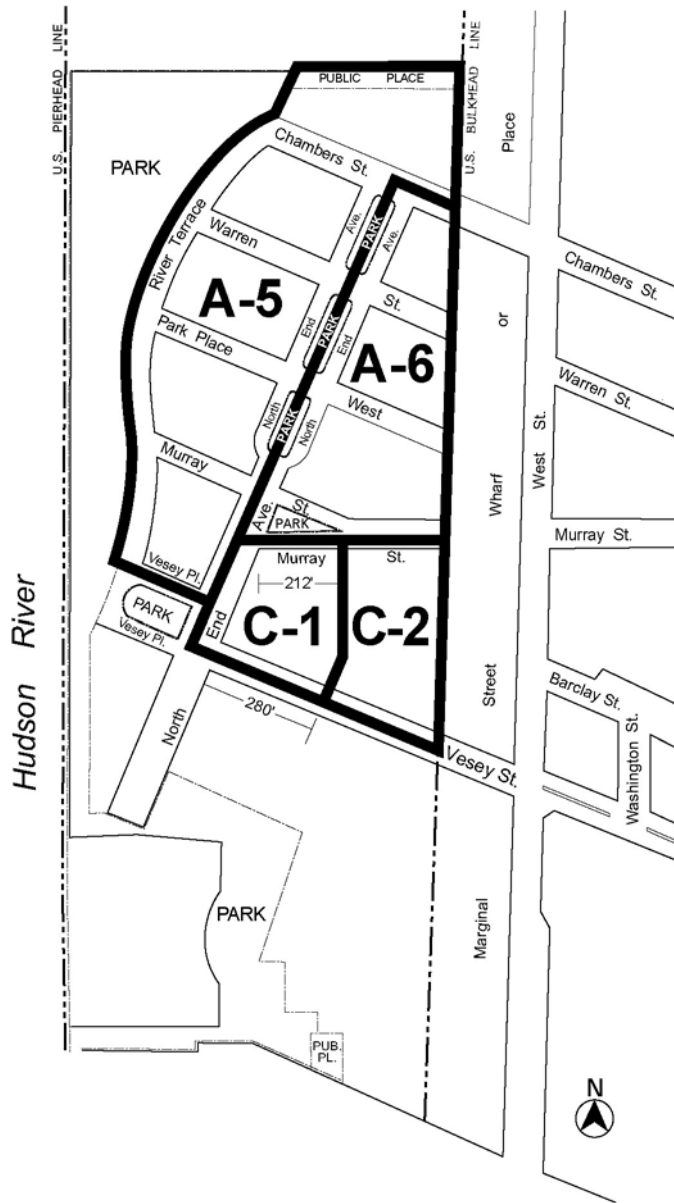 U.S. PIERHEAD LINE
U.S. BULKHEAD LINE
PUBLIC PLACE
Place
PARK
Chambers St.
River Terrace
Warren
Ave.
PARK
Ave.
Chambers St.
A-5
St.
or
End
PARK
End
Park Place
A-6
Warren St.
West
West St.
North
PARK
North
Murray
Wharf
Ave.
St.
PARK
Murray St.
Murray St.
Vesey Pl.
212'
C-1
C-2
PARK
End
Vesey Pl.
Hudson River
280'
North
Street
Barclay St.
Vesey St.
Washington St.
PARK
Marginal
PUB.
PL.
N